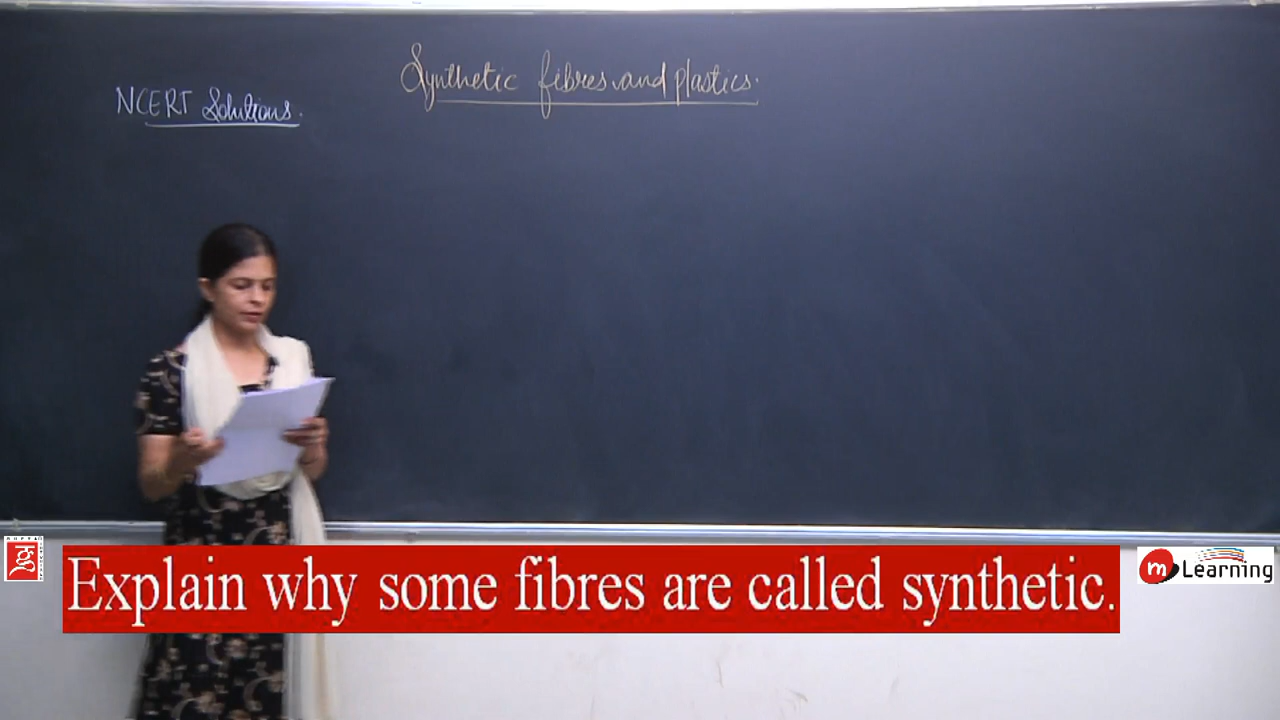 Synthetic fibres and plastics.
NCERT Solutions.
Explain why some fibres are called synthetic.
m Learning